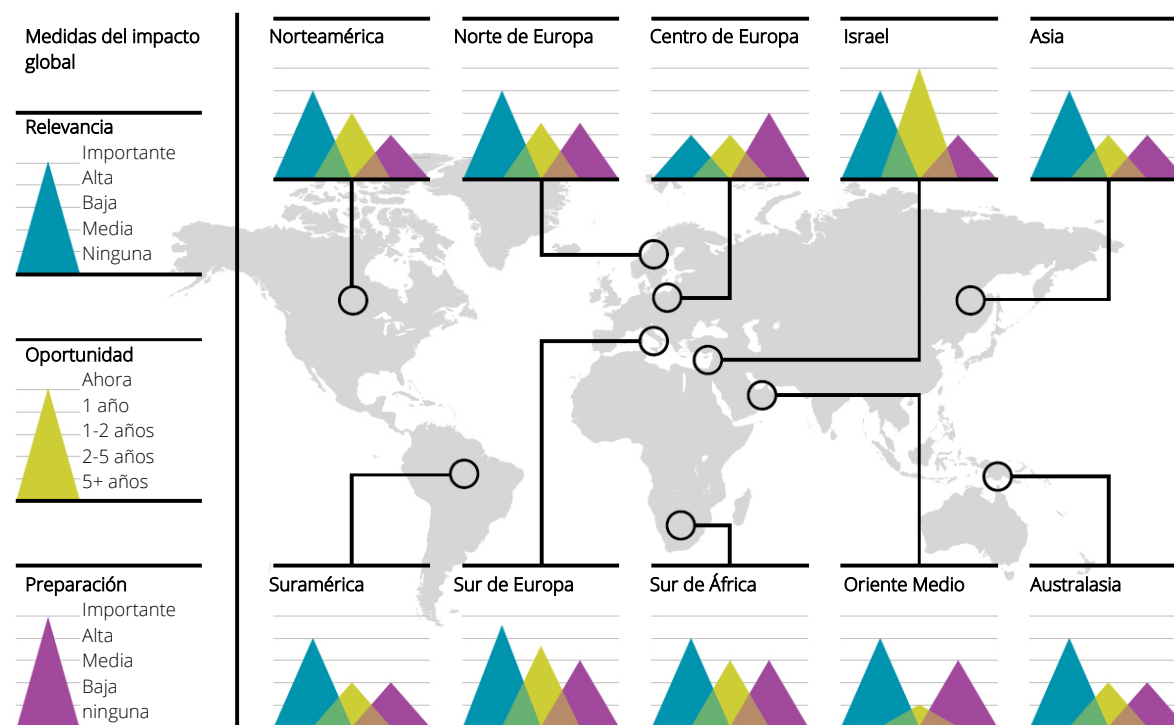 Medidas del impacto
global
Relevancia
Importante
Alta
Baja
Media
Ninguna
Oportunidad
Ahora
1 año
1-2 años
2-5 años
5+ años
Preparación
Importante
Alta
Media
Baja
ninguna
Norteamérica
Norte de Europa
Centro de Europa
Israel
Asia
Suramérica
Sur de Europa
Sur de África
Oriente Medio
Australasia